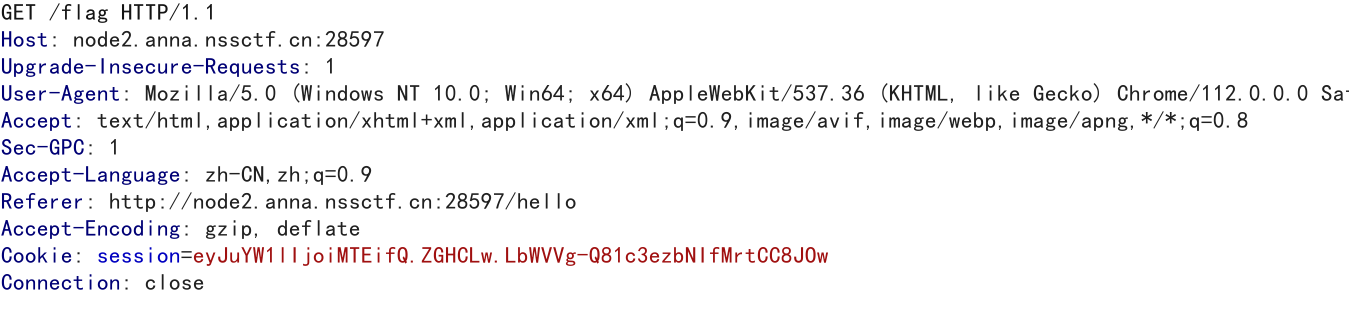 GET /flag HTTP/1.1
Host: node2.anna.nssctf.cn:28597
Upgrade-Insecure-Requests: 1
User-Agent: Mozilla/5.0 (Windows NT 10.0; Win64; x64) AppleWebKit/537.36 (KHTML, like Gecko) Chrome/112.0.0.0 Saf
Accept: text/html,application/xhtml+xml,application/xml;q=0.9,image/avif,image/webp,image/apng,*/*;q=0.8
Sec-GPC: 1
Accept-Language: zh-CN,zh;q=0.9
Referer: http://node2.anna.nssctf.cn:28597/hello
Accept-Encoding: gzip, deflate
Cookie: session=eyJuYW1lIjoiMTEifQ.ZGHCLw.LbWVVg-Q81c3ezbNlfMrtCC8JOw
Connection: close